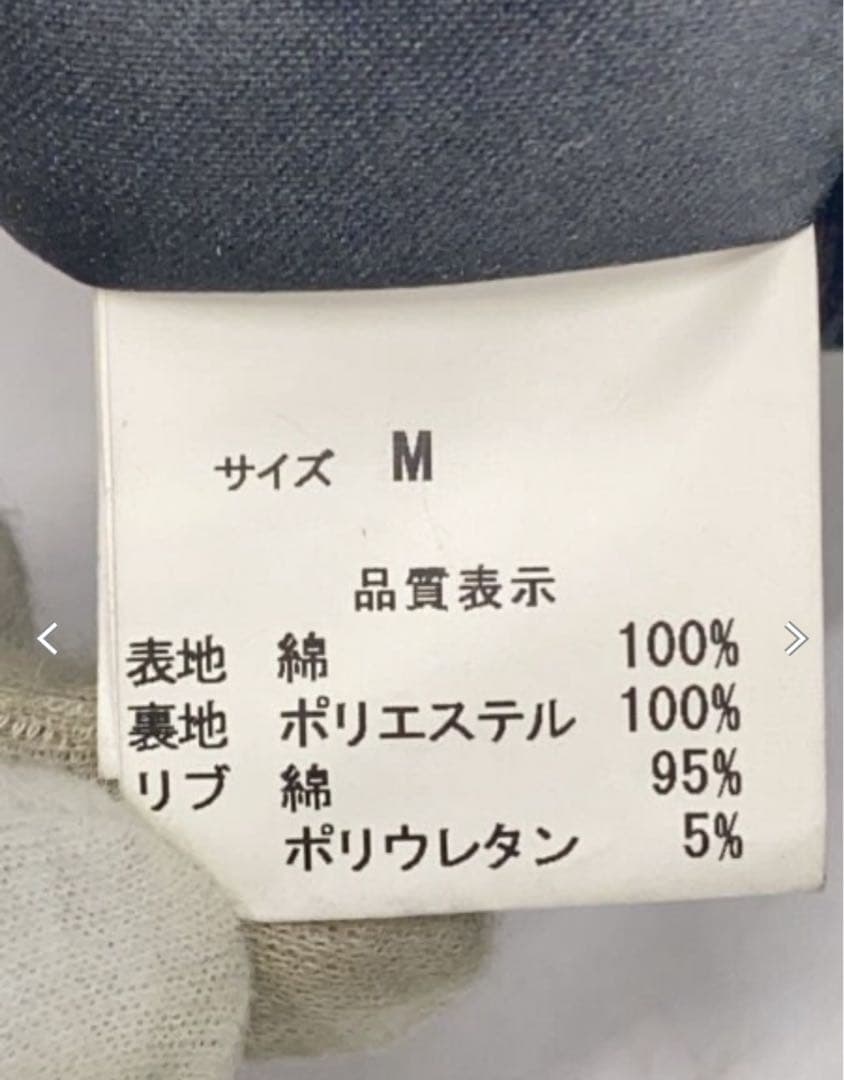 サイズ M
品質表示
表地 綿 100%
裏地 ポリエステル 100%
リブ 綿 95%
ポリウレタン 5%